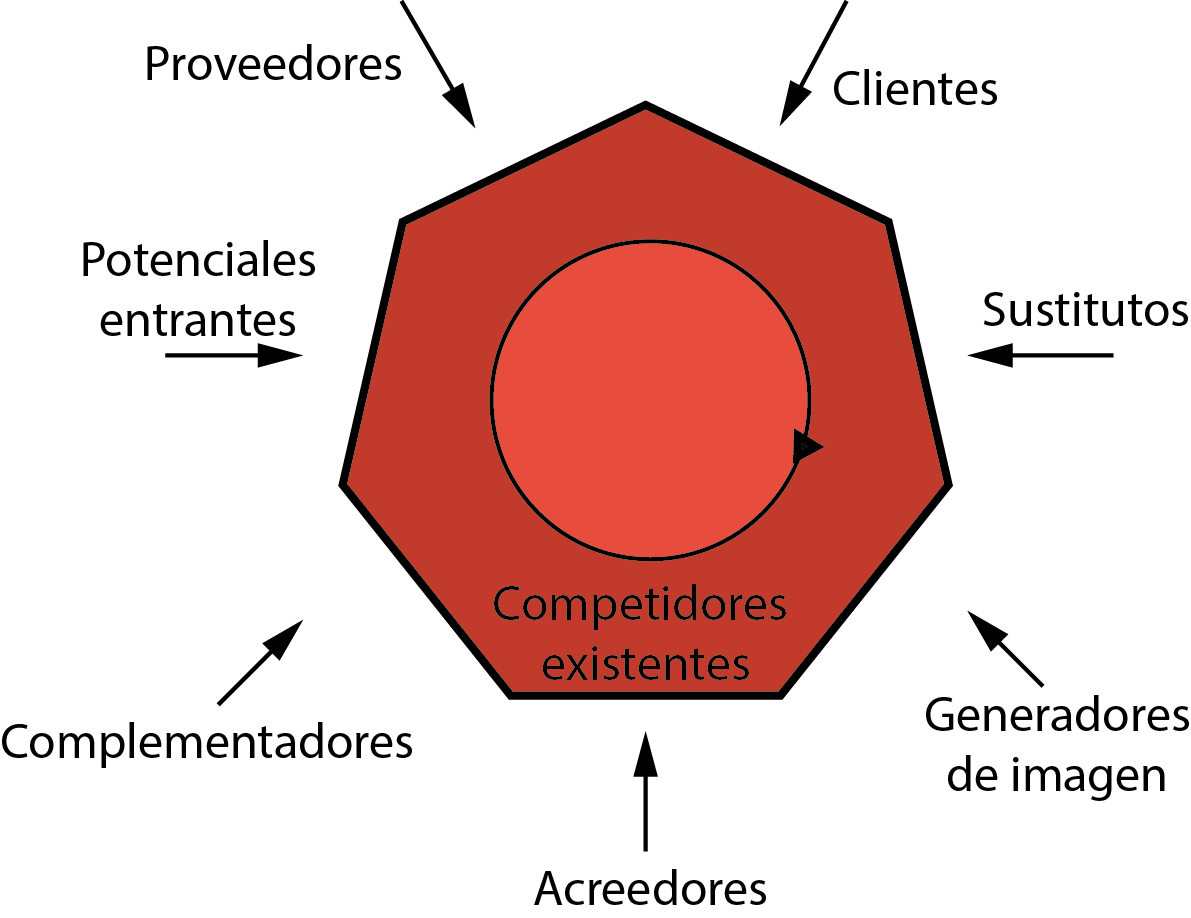 Proveedores
Clientes
Potenciales
entrantes
Sustitutos
Competidores
existentes
Complementadores
Generadores
de imagen
Acreedores